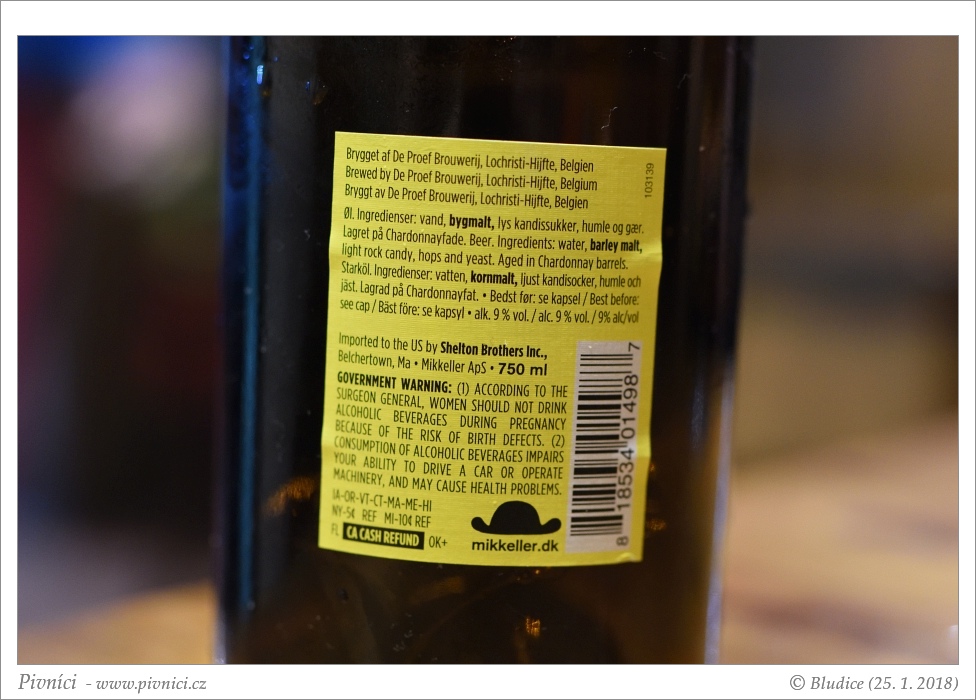 Brygget af De Proef Brouwerij, Lochristi-Hijfte, Belgien
Brewed by De Proef Brouwerij, Lochristi-Hijfte, Belgium
Bryggt av De Proef Brouwerij, Lochristi-Hijfte, Belgien
103139
Øl. Ingredienser: vand, bygmalt, lys kandissukker, humle og gær.
Lagret på Chardonnayfade. Beer. Ingredients: water, barley malt,
light rock candy, hops and yeast. Aged in Chardonnay barrels.
Starköl. Ingredienser: vatten, kornmalt, ljust kandisocker, humle och
jäst. Lagrad på Chardonnayfat. • Bedst før: se kapsel / Best before:
see cap / Bäst före: se kapsyl • alk. 9 % vol. / alc. 9 % vol. / 9% alc/vol
Imported to the US by Shelton Brothers Inc.,
Belchertown, Ma • Mikkeller ApS • 750 ml
GOVERNMENT WARNING: (1) ACCORDING TO THE
SURGEON GENERAL, WOMEN SHOULD NOT DRINK
ALCOHOLIC BEVERAGES DURING PREGNANCY
BECAUSE OF THE RISK OF BIRTH DEFECTS. (2)
CONSUMPTION OF ALCOHOLIC BEVERAGES IMPAIRS
YOUR ABILITY TO DRIVE A CAR OR OPERATE
MACHINERY, AND MAY CAUSE HEALTH PROBLEMS.
IA-OR-VT-CT-MA-ME-HI
NY-5¢ REF MI-10¢ REF
FL CA CASH REFUND OK+
mikkeller.dk
8 18534 01498 7
Pivníci - www.pivnici.cz
© Bludice (25. 1. 2018)